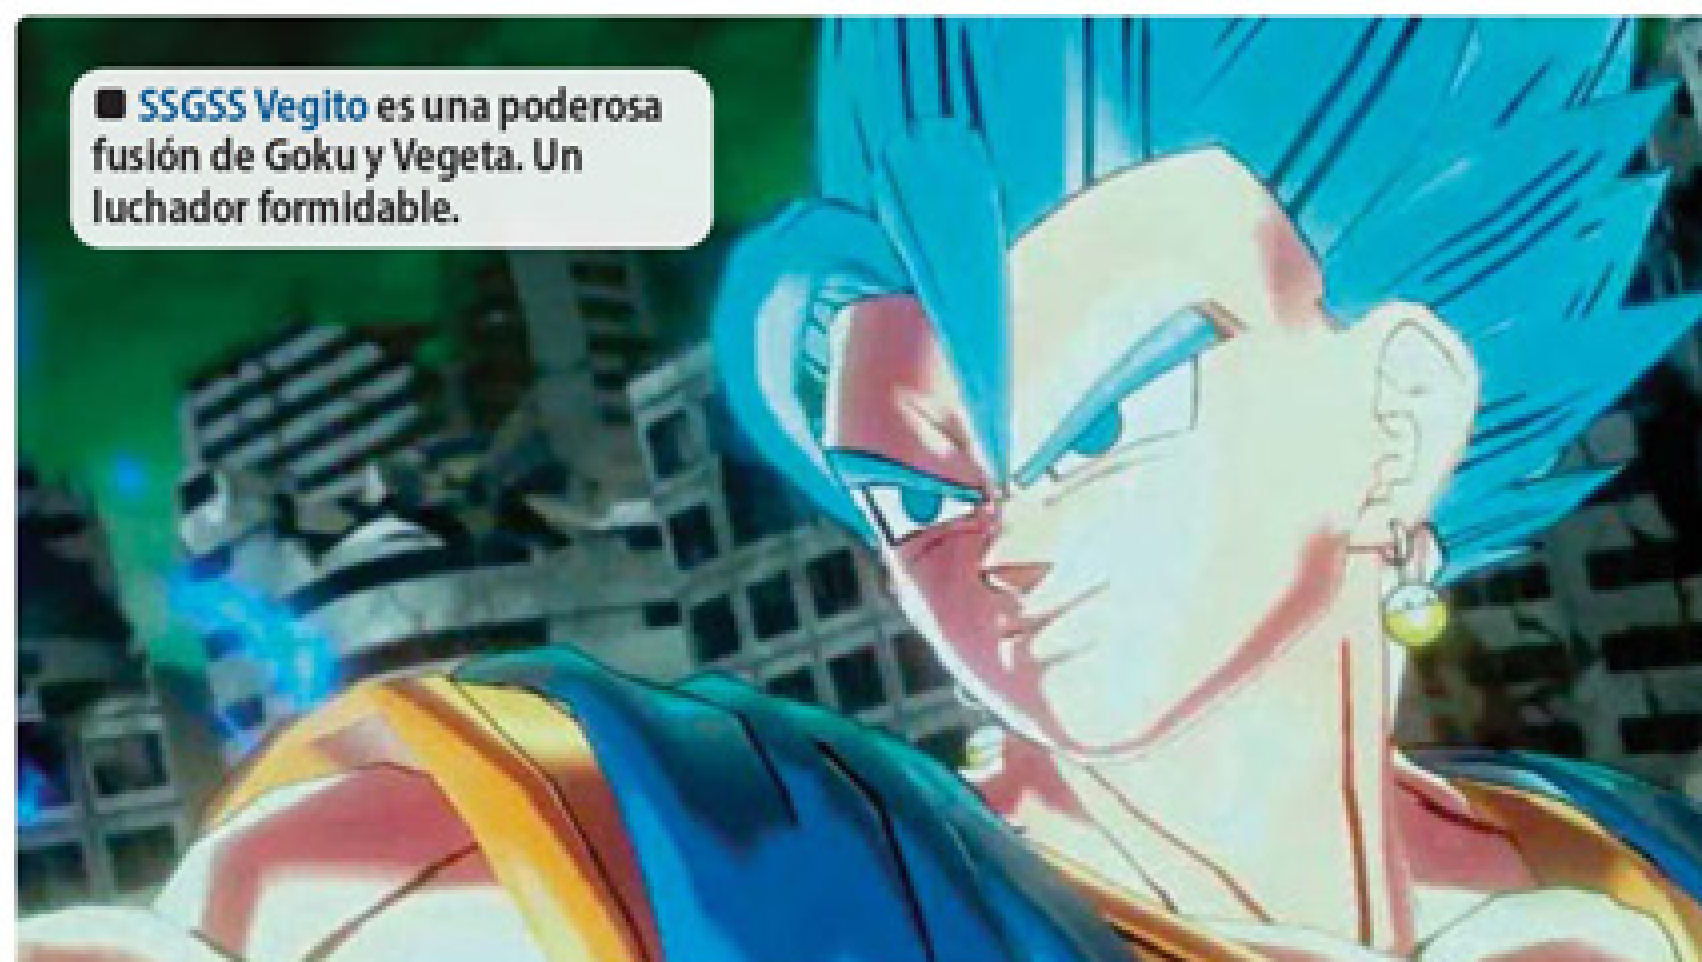 ■ SSGSS Vegito es una poderosa
fusión de Goku y Vegeta. Un
luchador formidable.